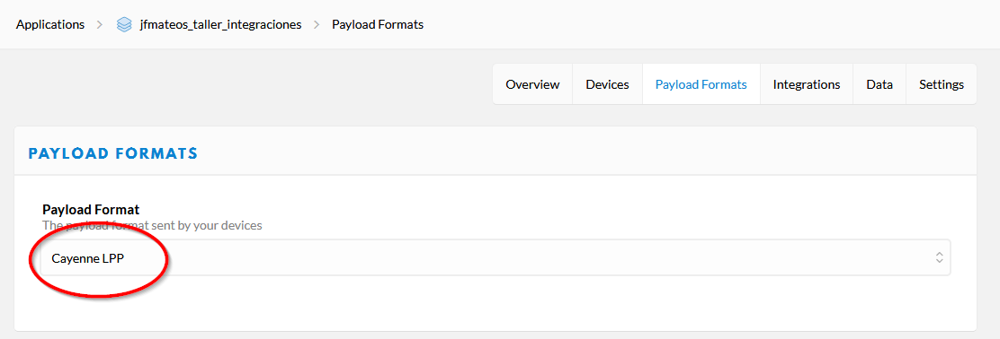 Applications > jfmateos_taller_integraciones > Payload Formats
Overview Devices Payload Formats Integrations Data Settings
PAYLOAD FORMATS
Payload Format
The payload format sent by your devices
Cayenne LPP